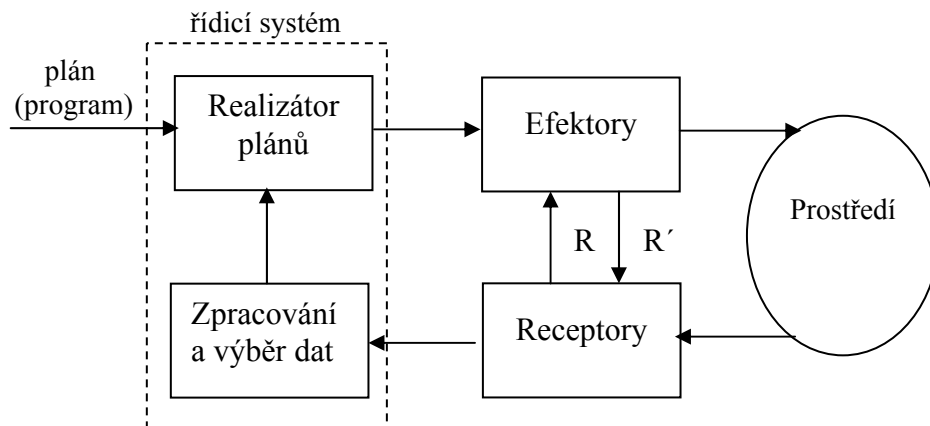 řídicí systém
plán
(program)
Realizátor
plánů
Efektory
Prostředí
R R´
Zpracování
a výběr dat
Receptory